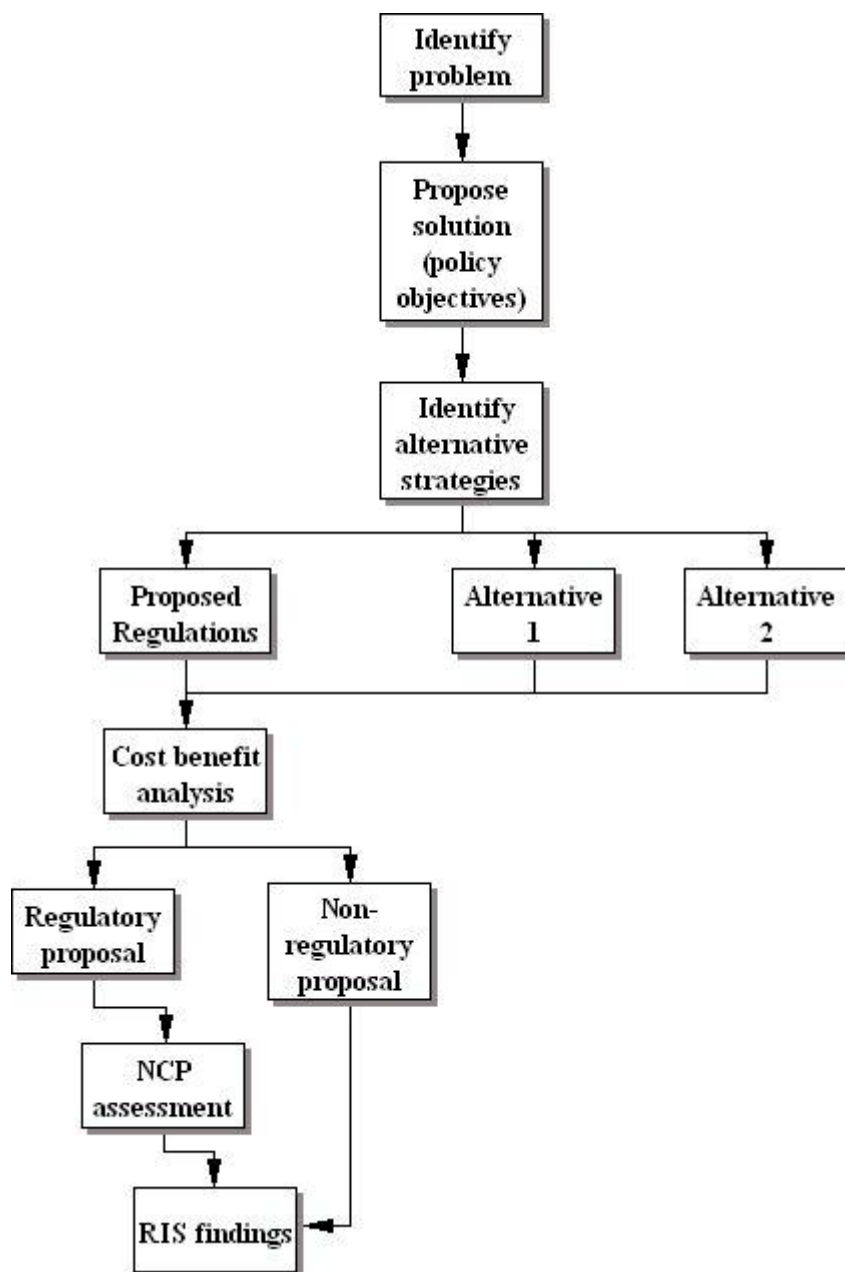 Identify
problem
Propose
solution
(policy
objectives)
Identify
alternative
strategies
Proposed
Regulations
Alternative
1
Alternative
2
Cost benefit
analysis
Regulatory
proposal
Non-
regulatory
proposal
NCP
assessment
RIS findings